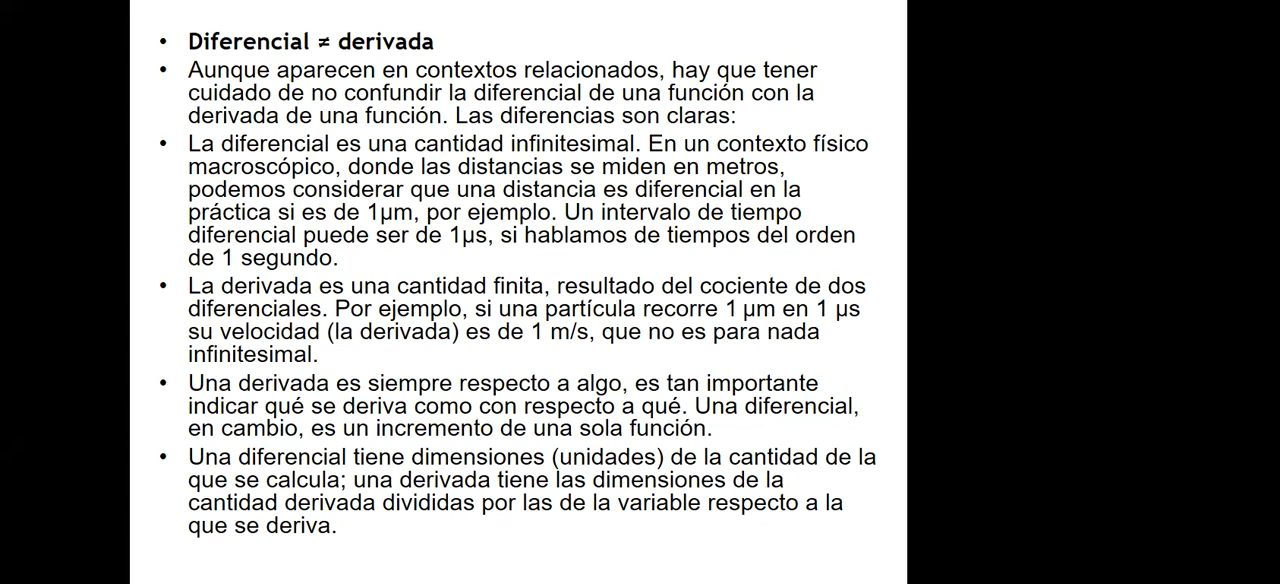 • Diferencial ≠ derivada
• Aunque aparecen en contextos relacionados, hay que tener
cuidado de no confundir la diferencial de una función con la
derivada de una función. Las diferencias son claras:
• La diferencial es una cantidad infinitesimal. En un contexto físico
macroscópico, donde las distancias se miden en metros,
podemos considerar que una distancia es diferencial en la
práctica si es de 1μm, por ejemplo. Un intervalo de tiempo
diferencial puede ser de 1μs, si hablamos de tiempos del orden
de 1 segundo.
• La derivada es una cantidad finita, resultado del cociente de dos
diferenciales. Por ejemplo, si una partícula recorre 1 μm en 1 μs
su velocidad (la derivada) es de 1 m/s, que no es para nada
infinitesimal.
• Una derivada es siempre respecto a algo, es tan importante
indicar qué se deriva como con respecto a qué. Una diferencial,
en cambio, es un incremento de una sola función.
• Una diferencial tiene dimensiones (unidades) de la cantidad de la
que se calcula; una derivada tiene las dimensiones de la
cantidad derivada divididas por las de la variable respecto a la
que se deriva.